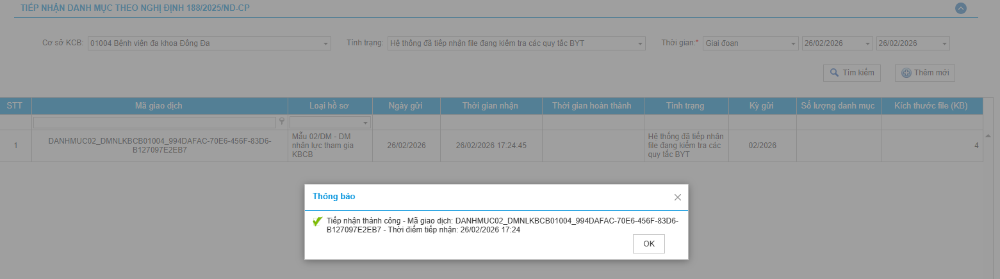 TIẾP NHẬN DANH MỤC THEO NGHỊ ĐỊNH 188/2025/NĐ-CP
Cơ sở KCB: 01004 Bệnh viện đa khoa Đống Đa Tình trạng: Hệ thống đã tiếp nhận file đang kiểm tra các quy tắc BYT Thời gian:* Giai đoạn 26/02/2026 26/02/2026
Tìm kiếm Thêm mới
STT Mã giao dịch Loại hồ sơ Ngày gửi Thời gian nhận Thời gian hoàn thành Tình trạng Kỳ gửi Số lượng danh mục Kích thước file (KB)
1 DANHMUC02_DMNLKBCB01004_994DAFAC-70E6-456F-83D6-
B127097E2EB7
Mẫu 02/DM - DM
nhân lực tham gia
KBCB
26/02/2026 26/02/2026 17:24:45
Hệ thống đã tiếp nhận
file đang kiểm tra các
quy tắc BYT
02/2026 4
Thông báo
Tiếp nhận thành công - Mã giao dịch: DANHMUC02_DMNLKBCB01004_994DAFAC-70E6-456F-83D6-
B127097E2EB7 - Thời điểm tiếp nhận: 26/02/2026 17:24
OK